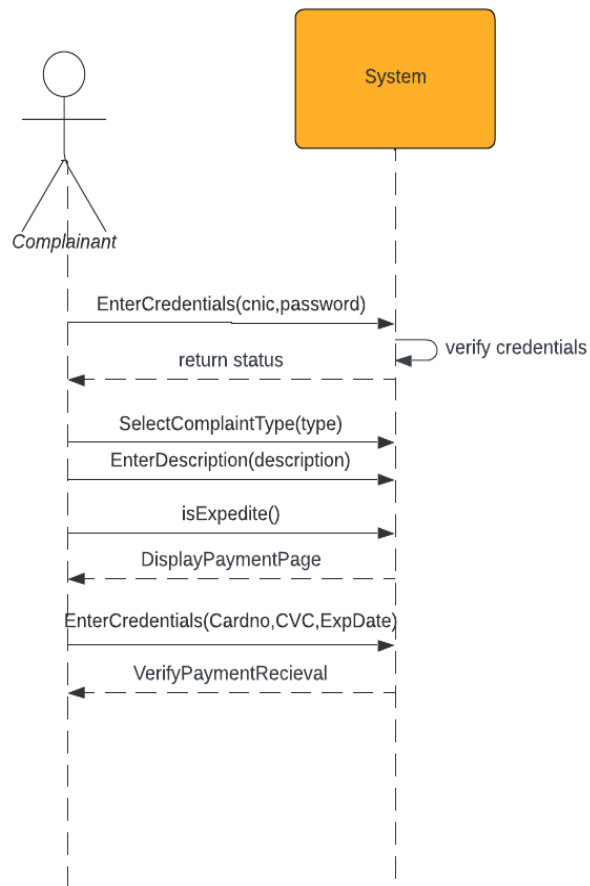 System
Complainant
EnterCredentials(cnic,password)
verify credentials
return status
SelectComplaintType(type)
EnterDescription(description)
isExpedite()
DisplayPaymentPage
EnterCredentials(Cardno,CVC,ExpDate)
VerifyPaymentRecieval